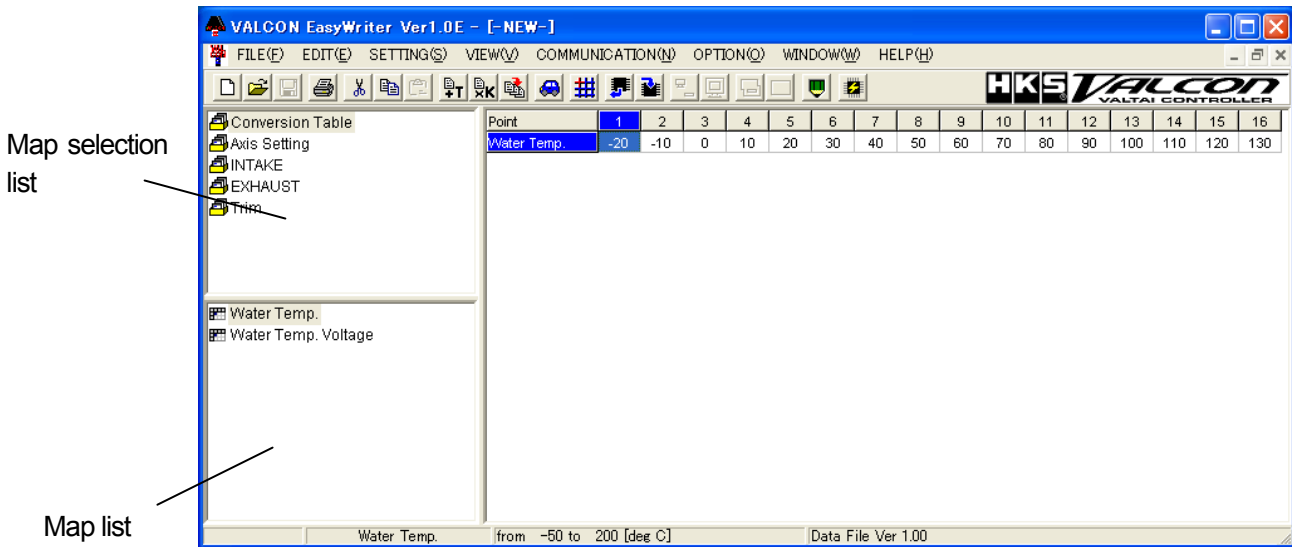 VALCON EasyWriter Ver1.0E - [-NEW-]
FILE(F) EDIT(E) SETTING(S) VIEW(V) COMMUNICATION(N) OPTION(O) WINDOW(W) HELP(H)
+T ×K HKS VALCON
VALTAI CONTROLLER
Map selection
list
Conversion Table
Axis Setting
INTAKE
EXHAUST
Trim
Point 1 2 3 4 5 6 7 8 9 10 11 12 13 14 15 16
Water Temp. -20 -10 0 10 20 30 40 50 60 70 80 90 100 110 120 130
Water Temp.
Water Temp. Voltage
Map list
Water Temp. from -50 to 200 [deg C] Data File Ver 1.00